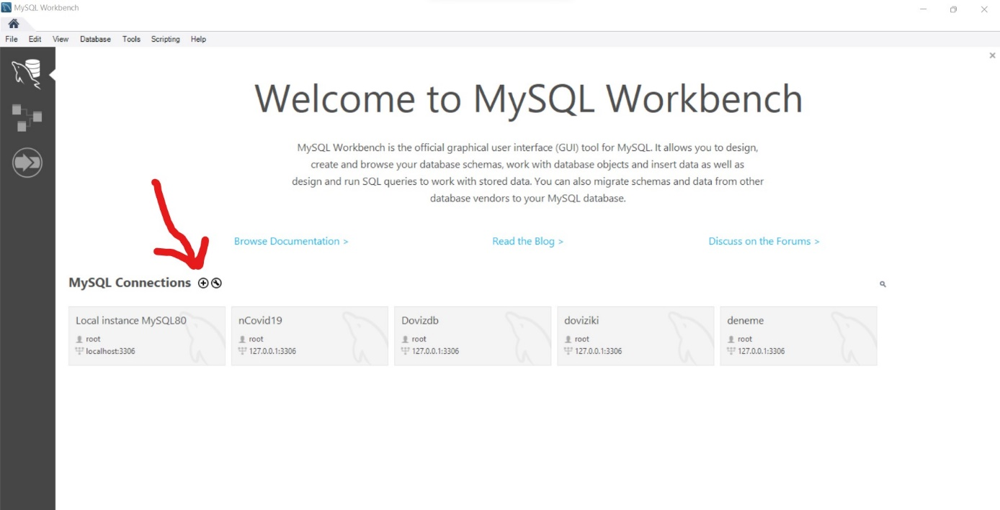 MySQL Workbench
File Edit View Database Tools Scripting Help
Welcome to MySQL Workbench
MySQL Workbench is the official graphical user interface (GUI) tool for MySQL. It allows you to design,
create and browse your database schemas, work with database objects and insert data as well as
design and run SQL queries to work with stored data. You can also migrate schemas and data from other
database vendors to your MySQL database.
Browse Documentation > Read the Blog > Discuss on the Forums >
MySQL Connections
Local instance MySQL80
root
localhost:3306
nCovid19
root
127.0.0.1:3306
Dovizdb
root
127.0.0.1:3306
doviziki
root
127.0.0.1:3306
deneme
root
127.0.0.1:3306